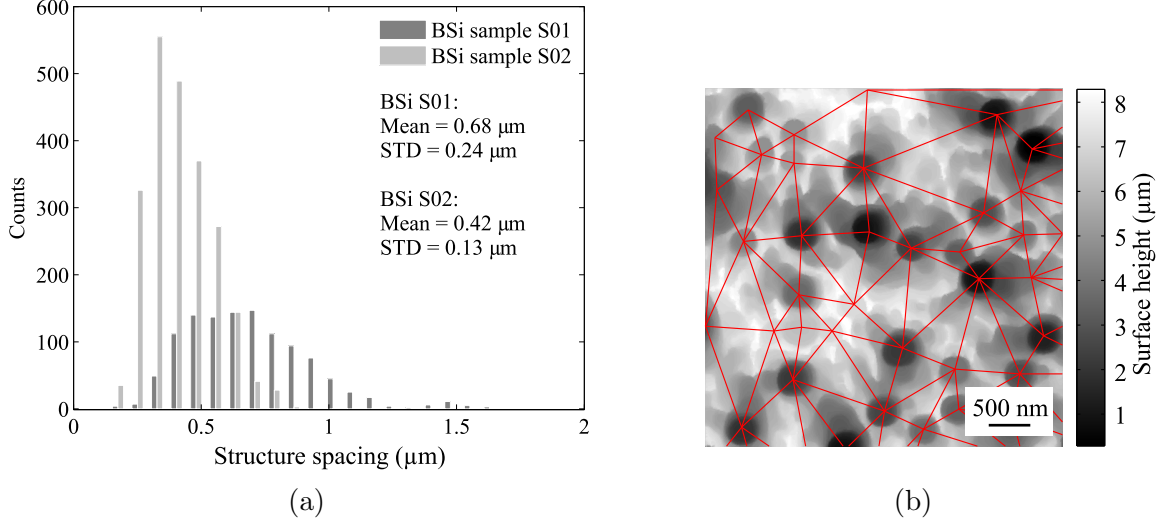 600
500
400
300
200
100
0
Counts
0
0.5
1
1.5
2
Structure spacing (μm)
BSi sample S01
BSi sample S02
BSi S01:
Mean = 0.68 μm
STD = 0.24 μm
BSi S02:
Mean = 0.42 μm
STD = 0.13 μm
(a)
500 nm
8
7
6
5
4
3
2
1
Surface height (μm)
(b)